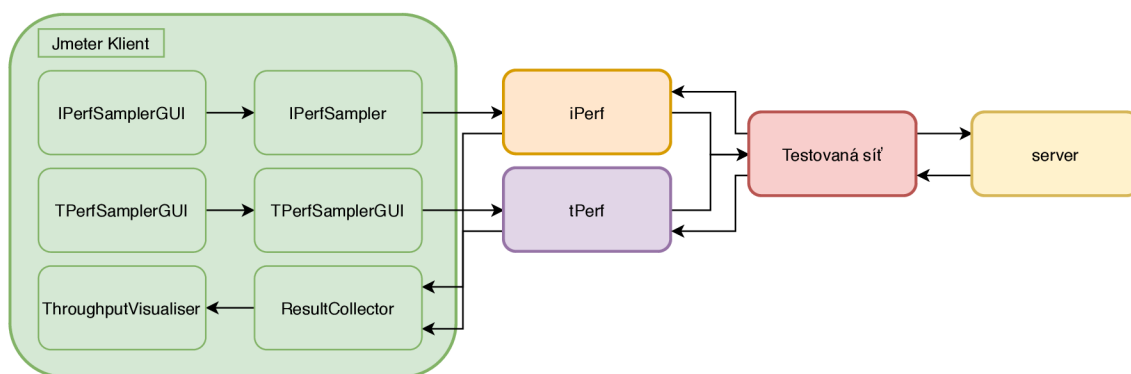 Jmeter Klient
IPerfSamplerGUI
IPerfSampler
iPerf
Testovaná síť
server
TPerfSamplerGUI
TPerfSamplerGUI
tPerf
ThroughputVisualiser
ResultCollector